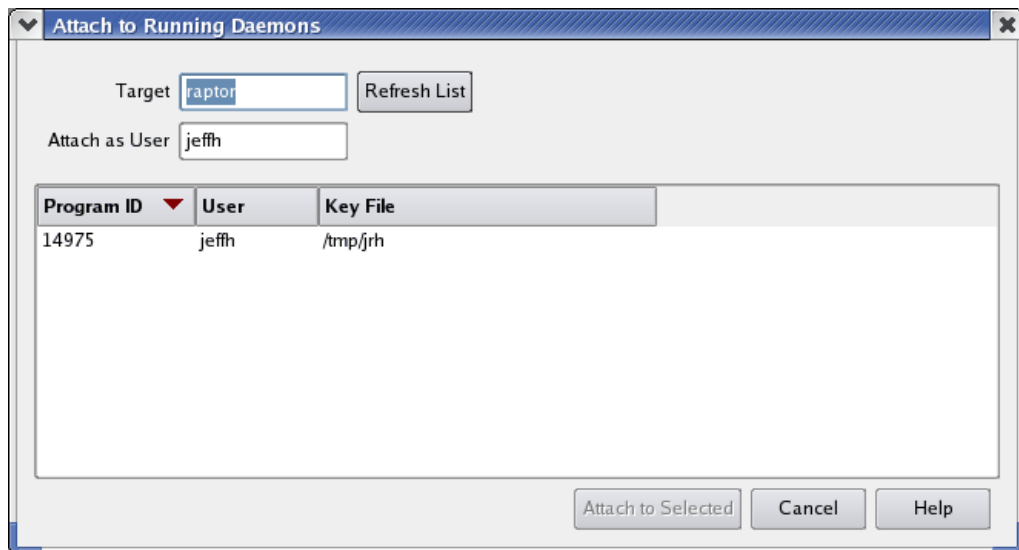 Attach to Running Daemons
Target raptor Refresh List
Attach as User jeffh
Program ID User Key File
14975 jeffh /tmp/jrh
Attach to Selected Cancel Help